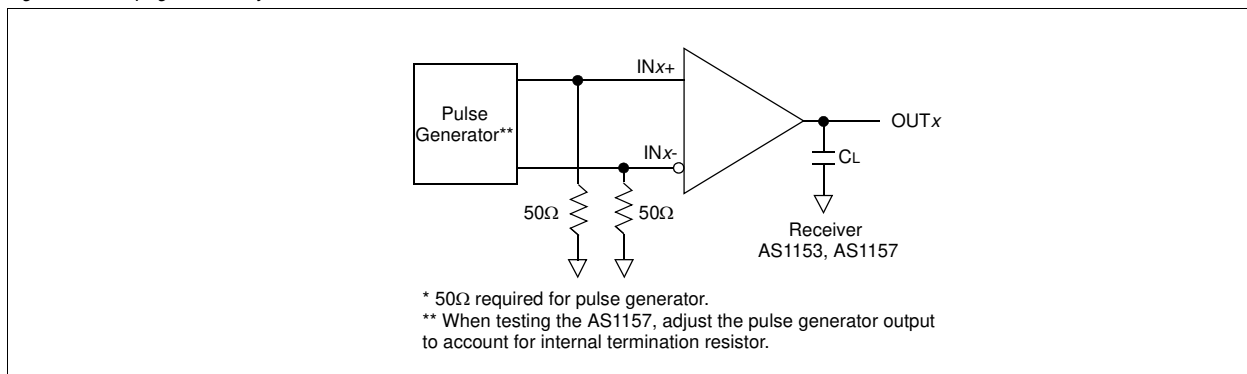 INx+
Pulse
Generator**
OUTx
INx-
CL
50Ω
50Ω
Receiver
AS1153, AS1157
* 50Ω required for pulse generator.
** When testing the AS1157, adjust the pulse generator output
to account for internal termination resistor.